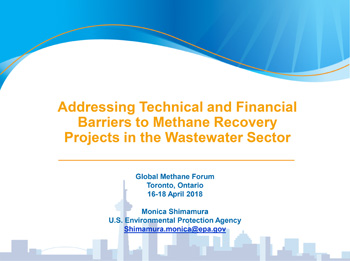 Addressing Technical and Financial
Barriers to Methane Recovery
Projects in the Wastewater Sector
Global Methane Forum
Toronto, Ontario
16-18 April 2018
Monica Shimamura
U.S. Environmental Protection Agency
Shimamura.monica@epa.gov